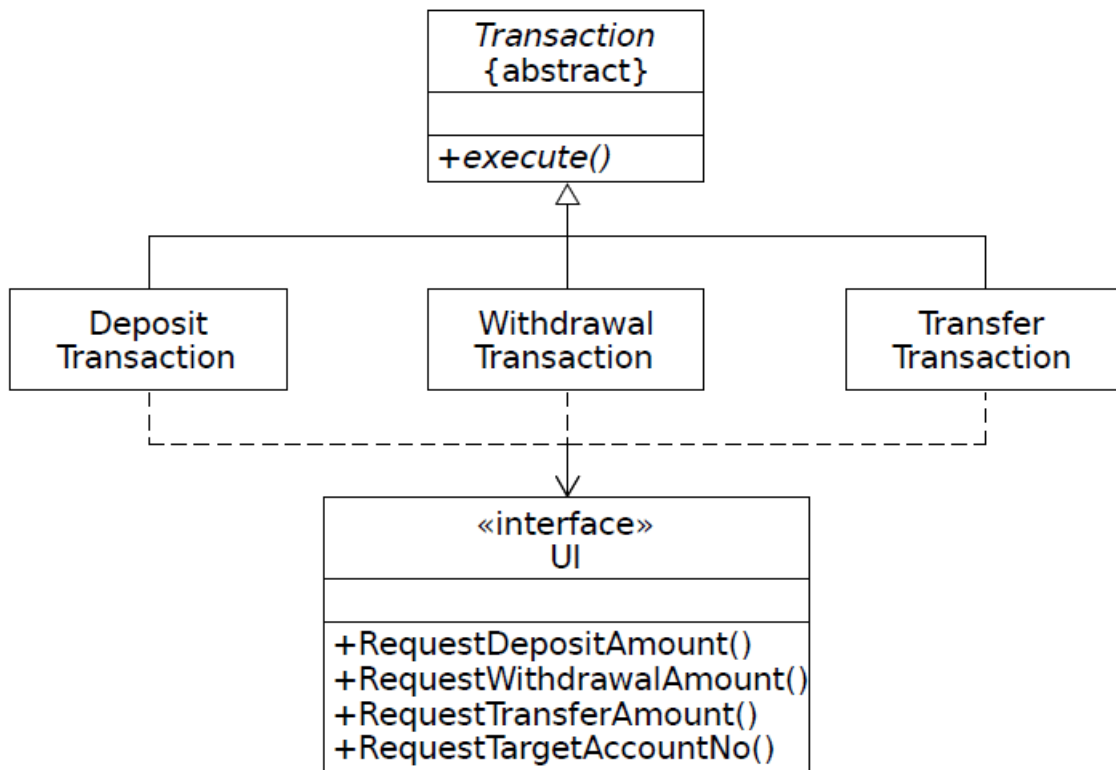 Transaction
{abstract}
+execute()
Deposit
Transaction
Withdrawal
Transaction
Transfer
Transaction
«interface»
UI
+RequestDepositAmount()
+RequestWithdrawalAmount()
+RequestTransferAmount()
+RequestTargetAccountNo()